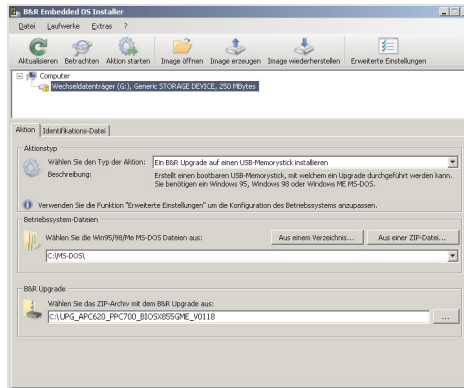 B&R Embedded OS Installer
Datei Laufwerke Extras ?
Aktualisieren Betrachten Aktion starten Image öffnen Image erzeugen Image wiederherstellen Erweiterte Einstellungen
Computer
Wechseldatenträger (G:), Generic STORAGE DEVICE, 250 MBytes
Aktion Identifikations-Datei
Aktionstyp
Wählen Sie den Typ der Aktion: Ein B&R Upgrade auf einen USB-Memorystick installieren
Beschreibung: Erstellt einen bootbaren USB-Memorystick, mit welchem ein Upgrade durchgeführt werden kann.
Sie benötigen ein Windows 95, Windows 98 oder Windows ME MS-DOS.
Verwenden Sie die Funktion "Erweiterte Einstellungen" um die Konfiguration des Betriebssystems anzupassen.
Betriebssystem-Dateien
Wählen Sie die Win95/98/Me MS-DOS Dateien aus: Aus einem Verzeichnis... Aus einer ZIP-Datei...
C:\MS-DOS\
B&R Upgrade
Wählen Sie das ZIP-Archiv mit dem B&R Upgrade aus:
C:\UPG_APC620_PPC700_BIOSX855GME_V0118 ...